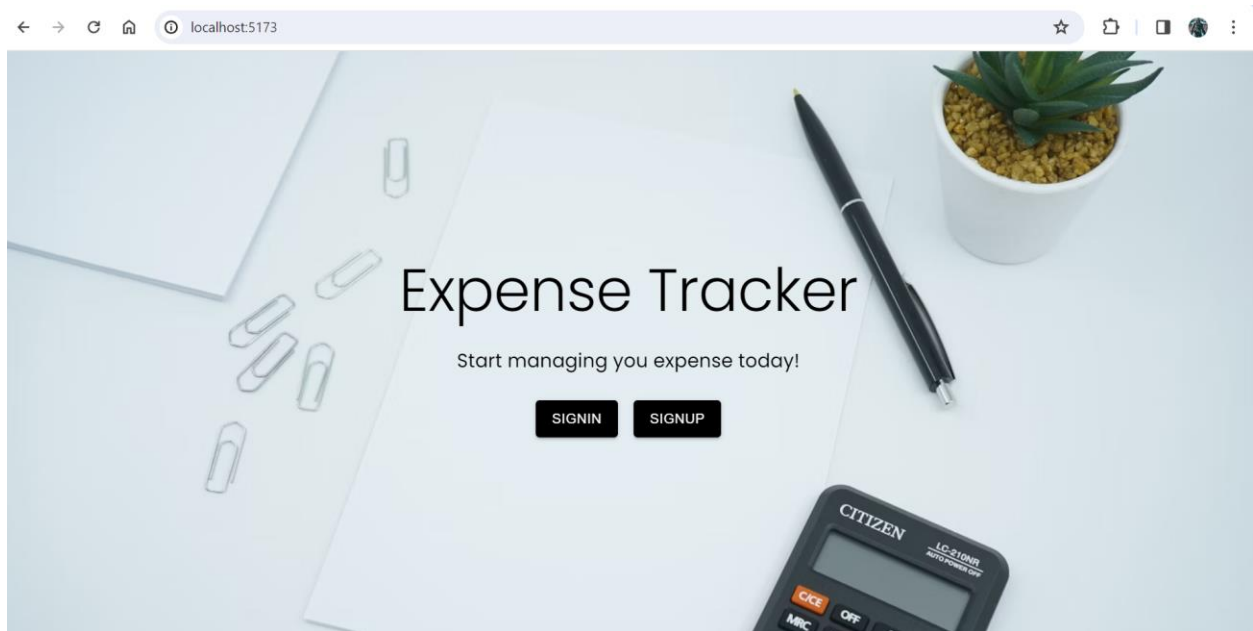 localhost:5173
Expense Tracker
Start managing you expense today!
SIGNIN SIGNUP
CITIZEN
LC-210NR
AUTO POWER OFF
C/CE OFF
MRC